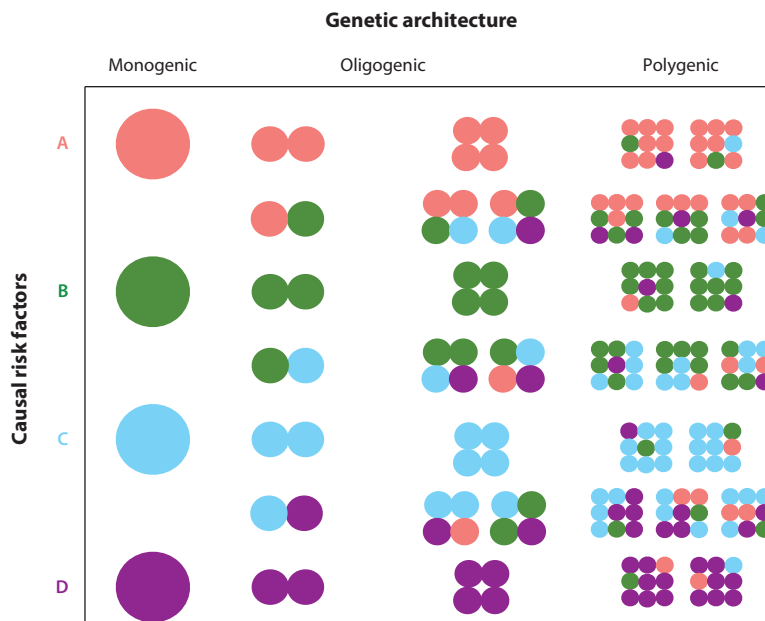 Genetic architecture
Monogenic
Oligogenic
Polygenic
Causal risk factors
A
B
C
D